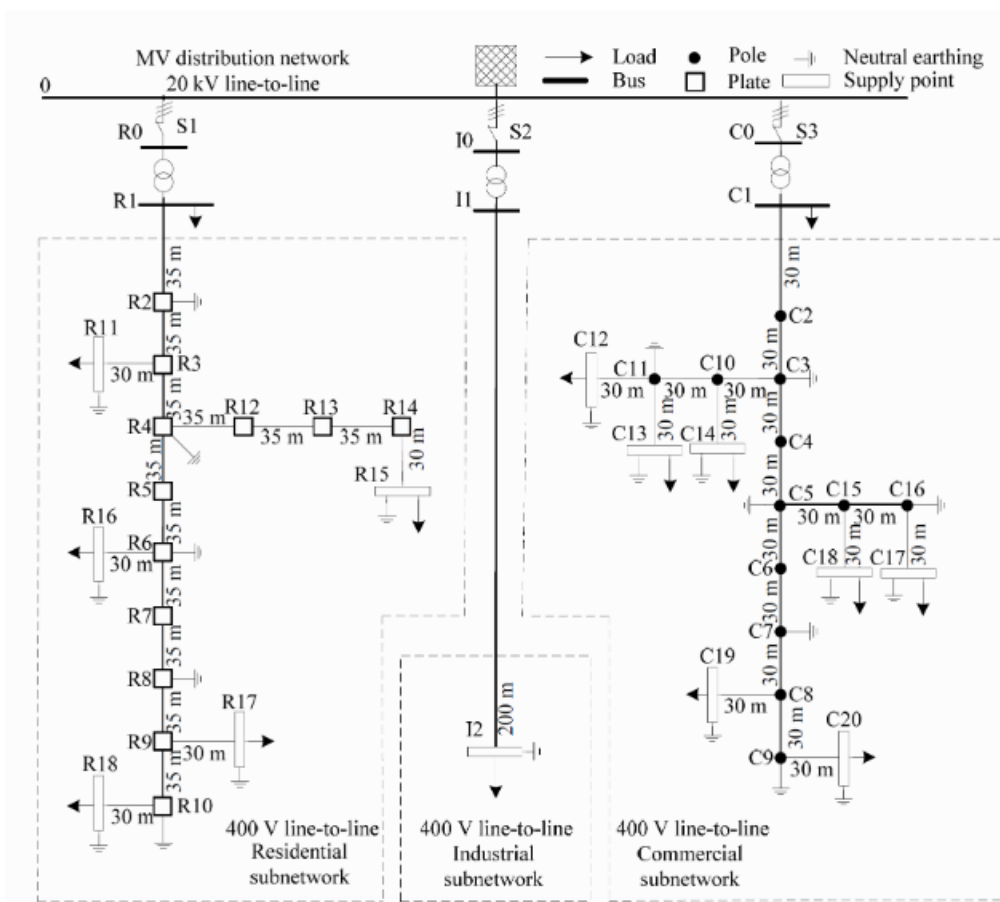 MV distribution network
20 kV line-to-line
0
Load
Bus
Pole
Plate
Neutral earthing
Supply point
R0
S1
I0
S2
C0
S3
R1
I1
C1
35 m
R2
35 m
R11
30 m
R3
35 m
R4
35 m
R12
35 m
R13
35 m
R14
30 m
R15
35 m
R5
35 m
R16
30 m
R6
35 m
R7
35 m
R8
35 m
R17
R9
30 m
35 m
R18
30 m
R10
400 V line-to-line
Residential
subnetwork
200 m
I2
400 V line-to-line
Industrial
subnetwork
30 m
C2
30 m
C12
30 m
C11
30 m
C10
30 m
C3
C13
30 m
C14
30 m
30 m
C4
30 m
C5
C15
C16
30 m
30 m
C18
30 m
C17
30 m
30 m
C6
30 m
C7
30 m
C19
30 m
C8
30 m
C20
C9
30 m
400 V line-to-line
Commercial
subnetwork